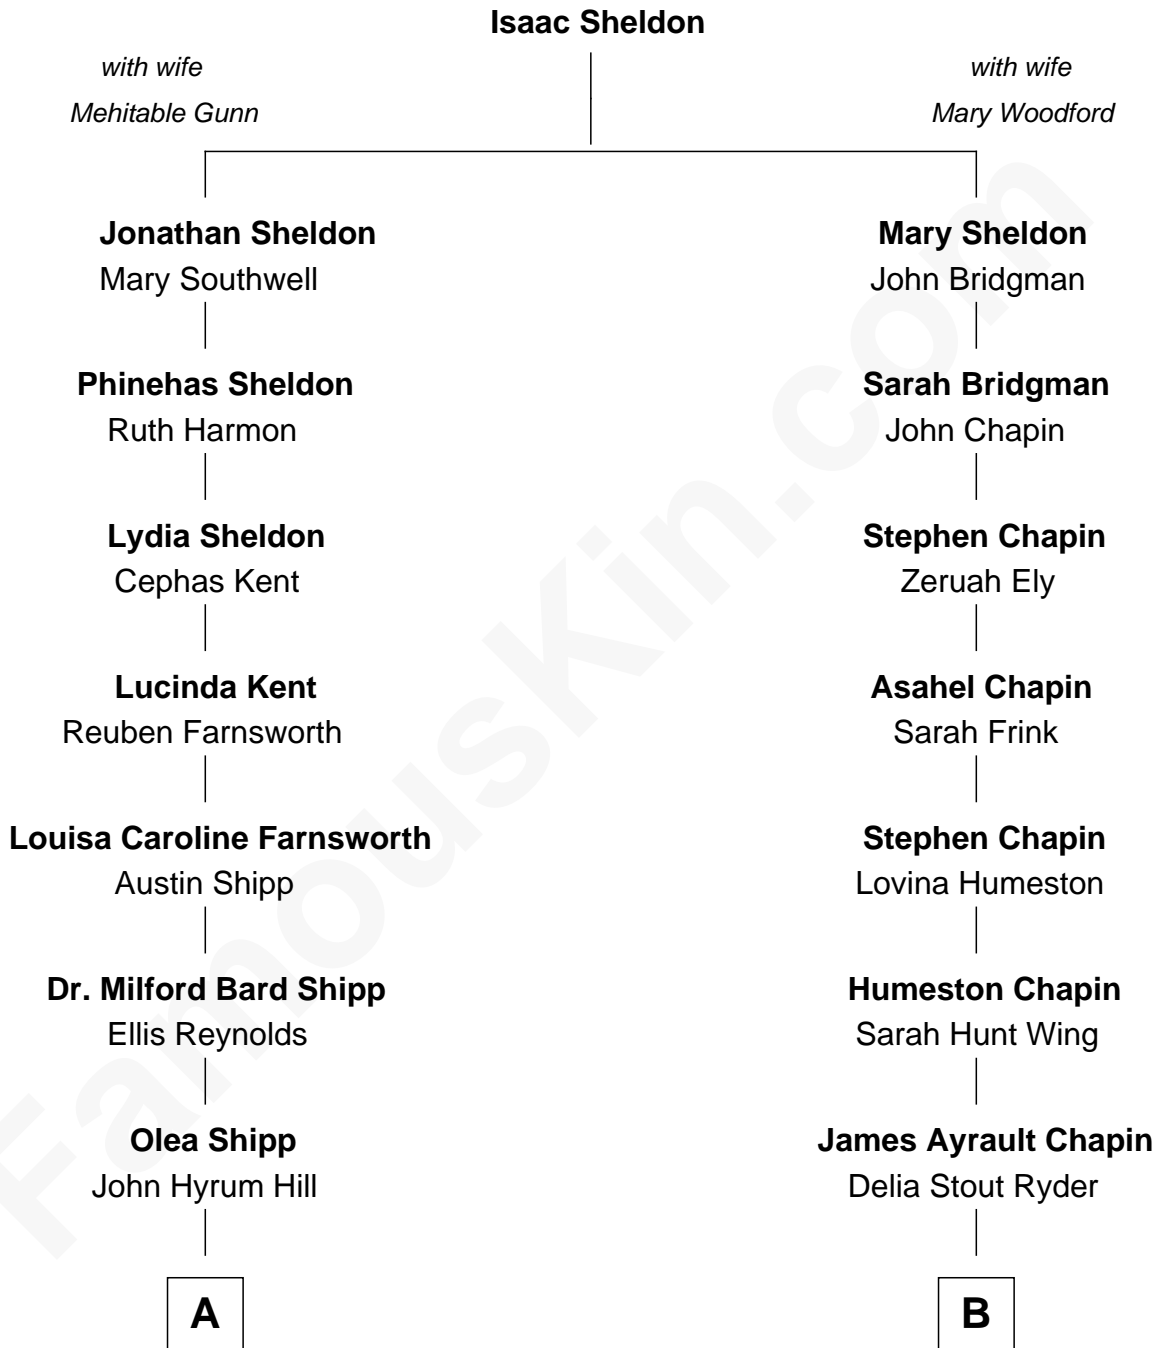 Isaac Sheldon
with wife
Mehitable Gunn
with wife
Mary Woodford
Jonathan Sheldon
Mary Southwell
Mary Sheldon
John Bridgman
Phinehas Sheldon
Ruth Harmon
Sarah Bridgman
John Chapin
Lydia Sheldon
Cephas Kent
Stephen Chapin
Zeruah Ely
Lucinda Kent
Reuben Farnsworth
Asahel Chapin
Sarah Frink
Louisa Caroline Farnsworth
Austin Shipp
Stephen Chapin
Lovina Humeston
Dr. Milford Bard Shipp
Ellis Reynolds
Humeston Chapin
Sarah Hunt Wing
Olea Shipp
John Hyrum Hill
James Ayrault Chapin
Delia Stout Ryder
A
B
FamousKin.com